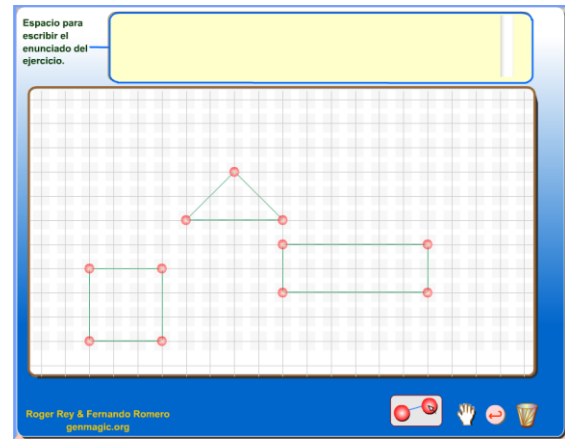 Espacio para
escribir el
enunciado del
ejercicio.
Roger Rey & Fernando Romero
genmagic.org